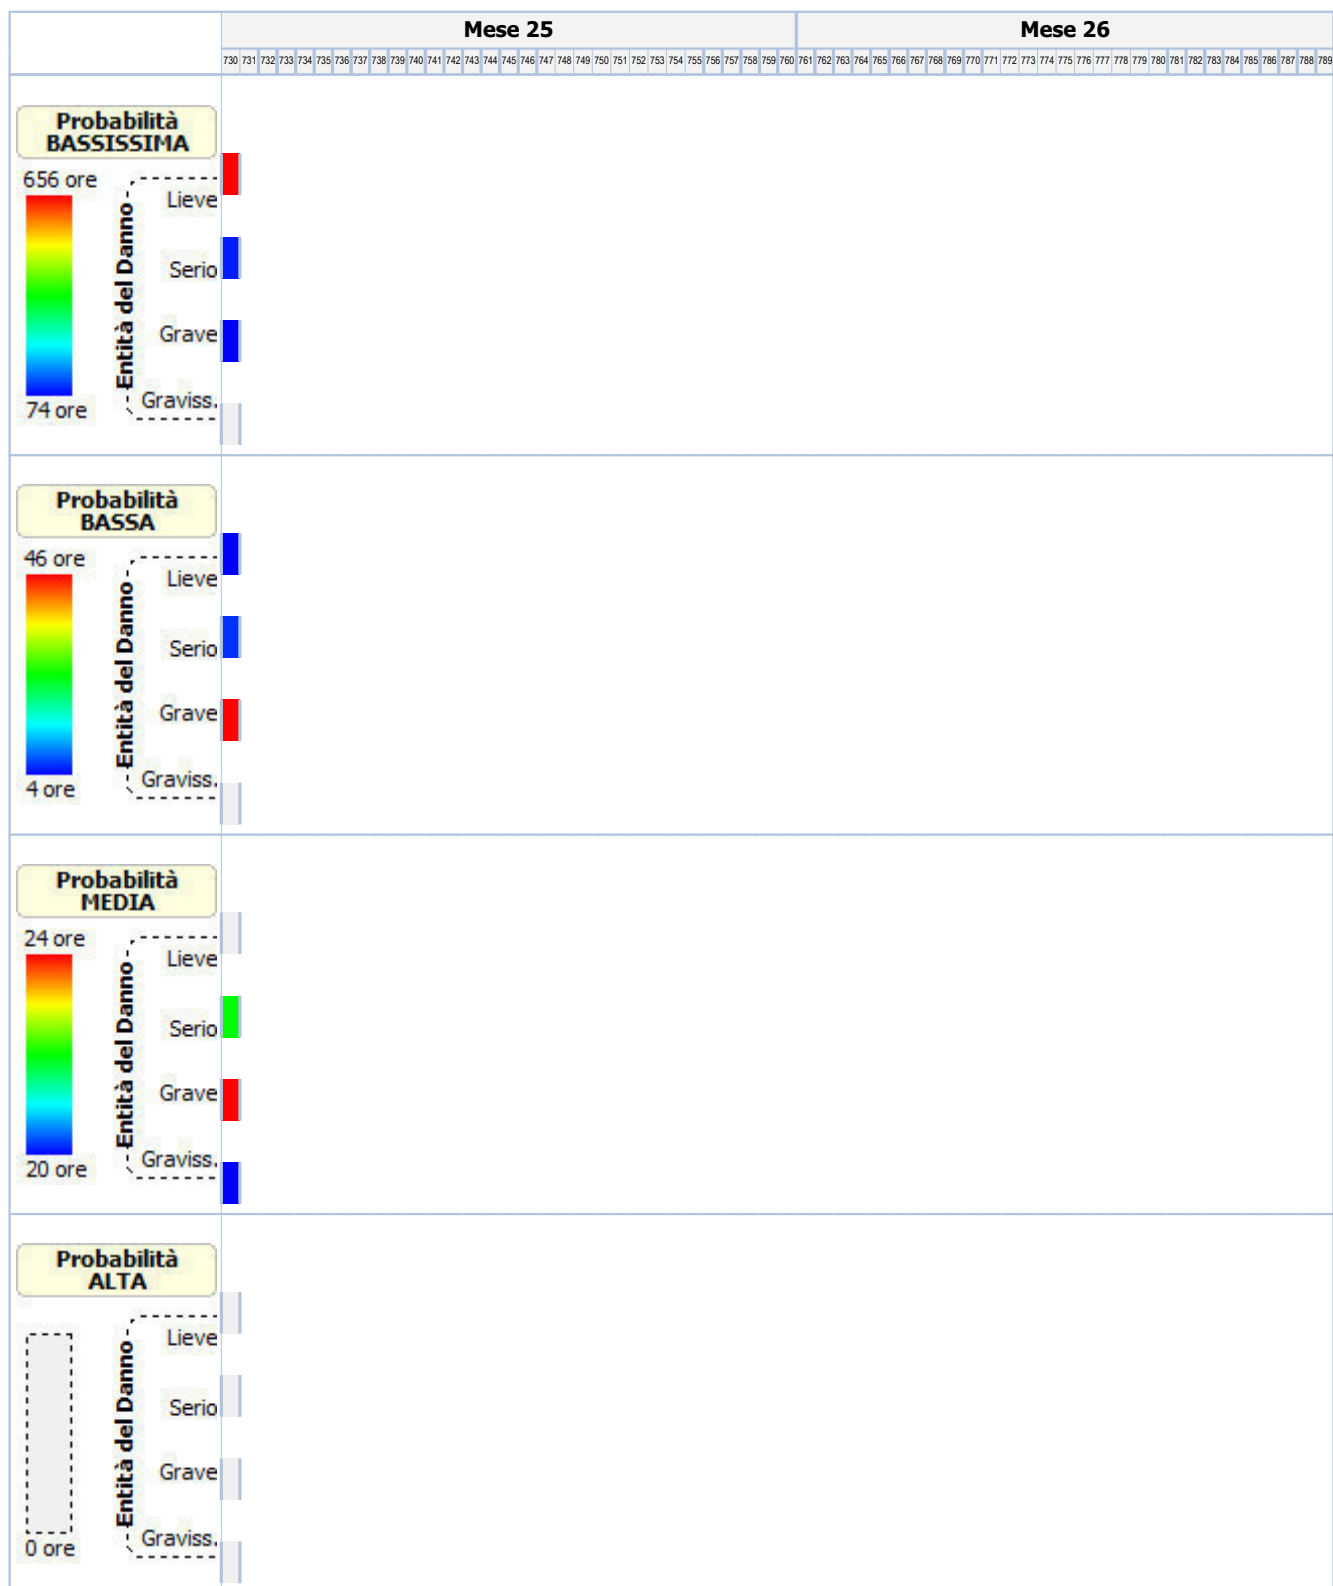 Mese 25 Mese 26
730 731 732 733 734 735 736 737 738 739 740 741 742 743 744 745 746 747 748 749 750 751 752 753 754 755 756 757 758 759 760 761 762 763 764 765 766 767 768 769 770 771 772 773 774 775 776 777 778 779 780 781 782 783 784 785 786 787 788 789
Probabilità
BASSISSIMA
656 ore
Entità del Danno
Lieve
Serio
Grave
Graviss.
74 ore
Probabilità
BASSA
46 ore
Entità del Danno
Lieve
Serio
Grave
Graviss.
4 ore
Probabilità
MEDIA
24 ore
Entità del Danno
Lieve
Serio
Grave
Graviss.
20 ore
Probabilità
ALTA
Entità del Danno
Lieve
Serio
Grave
Graviss.
0 ore